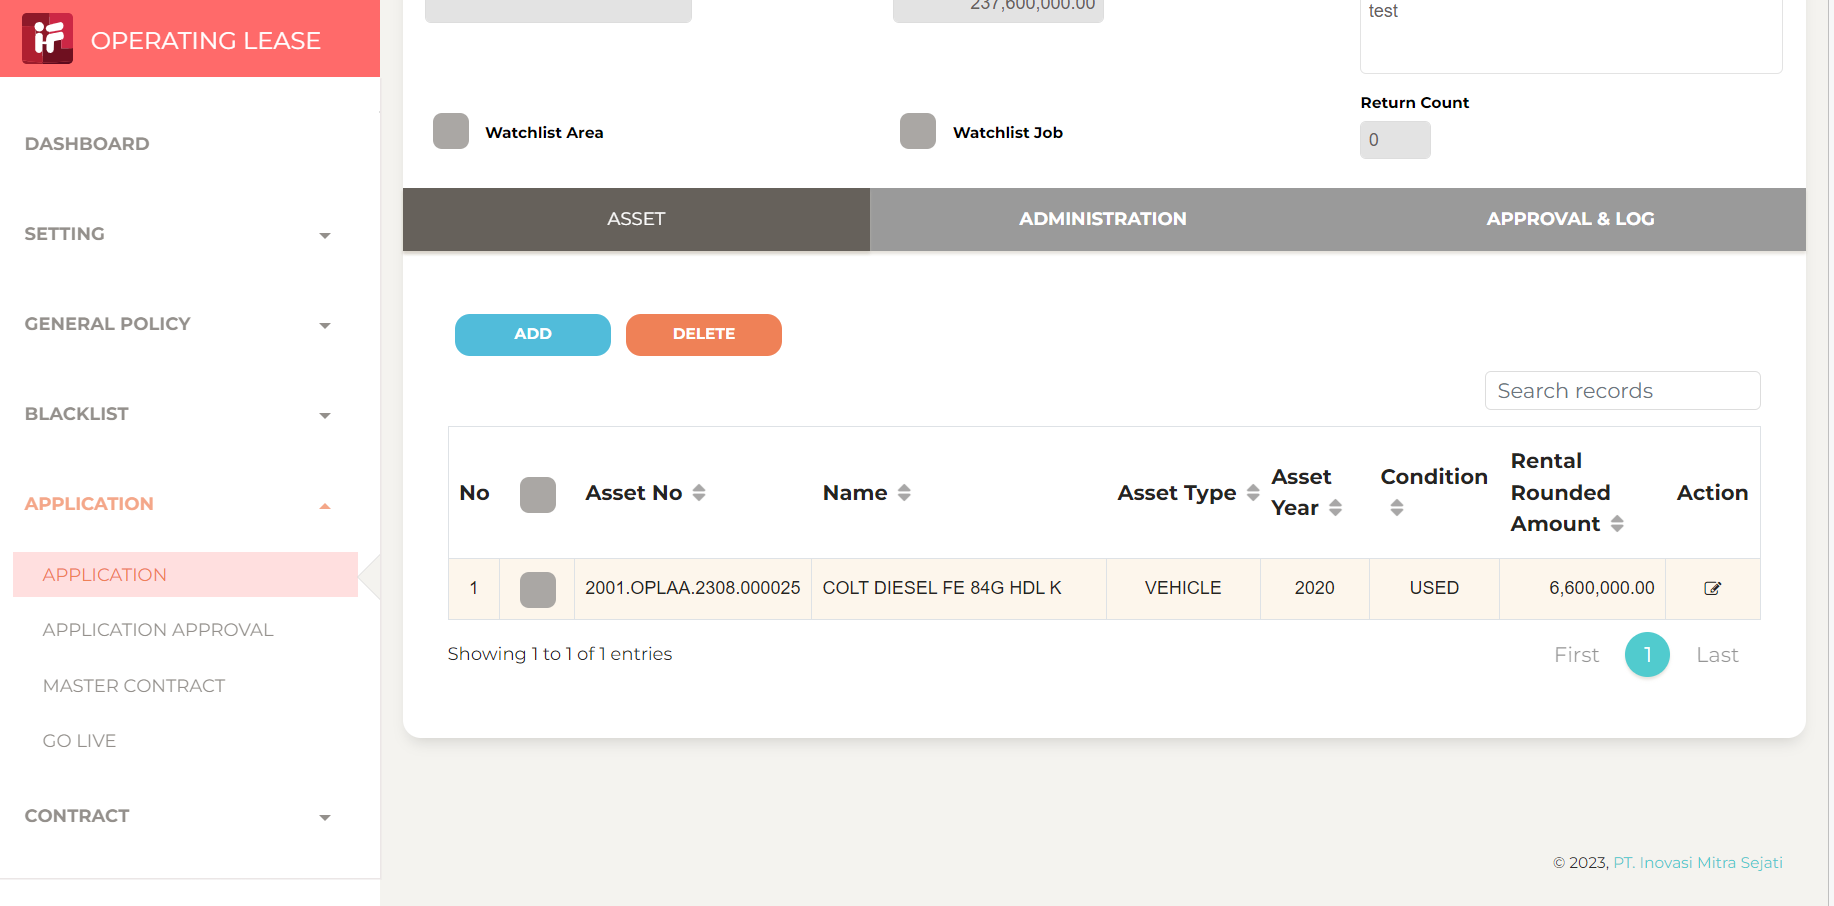 iF OPERATING LEASE
DASHBOARD
SETTING
GENERAL POLICY
BLACKLIST
APPLICATION
APPLICATION
APPLICATION APPROVAL
MASTER CONTRACT
GO LIVE
CONTRACT
237,600,000.00
test
Watchlist Area
Watchlist Job
Return Count
0
ASSET ADMINISTRATION APPROVAL & LOG
ADD DELETE
Search records
No Asset No Name Asset Type Asset Year Condition Rental Rounded Amount Action
1 2001.OPLAA.2308.000025 COLT DIESEL FE 84G HDL K VEHICLE 2020 USED 6,600,000.00
Showing 1 to 1 of 1 entries
First 1 Last
© 2023, PT. Inovasi Mitra Sejati